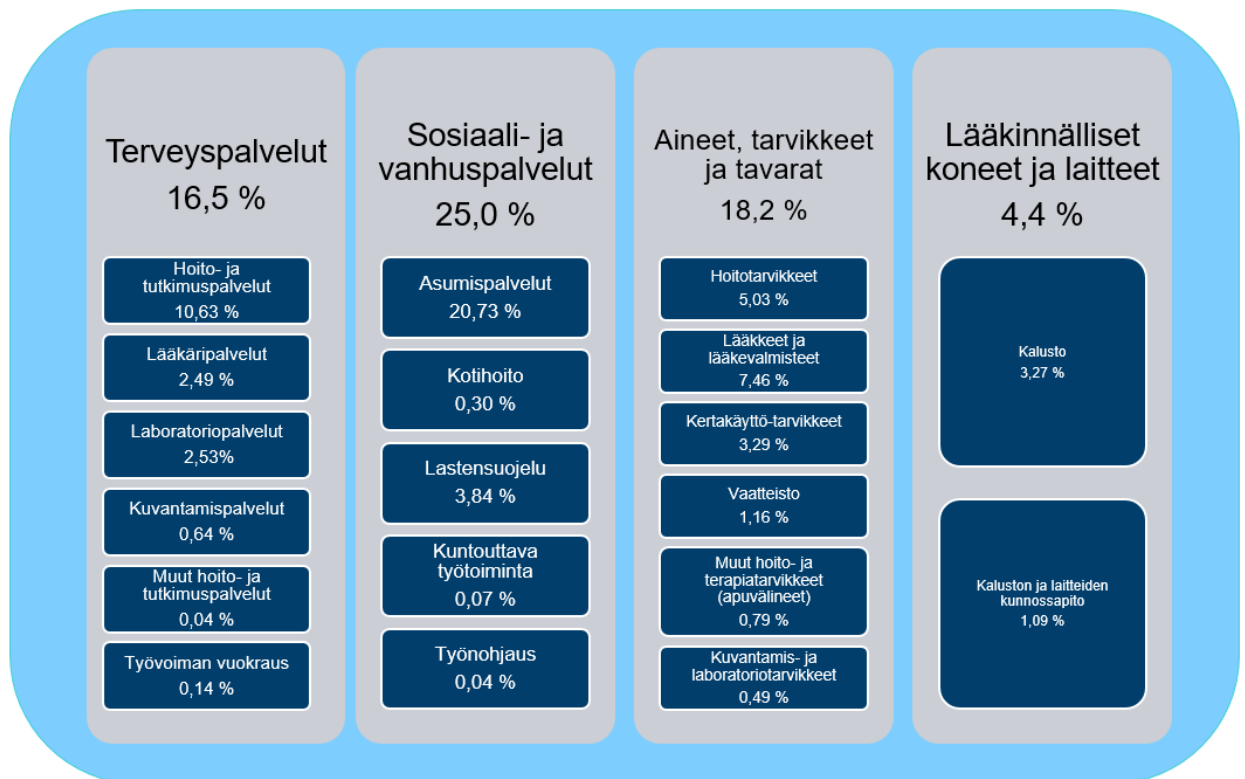 Terveyspalvelut
16,5 %
Hoito- ja
tutkimuspalvelut
10,63 %
Lääkäripalvelut
2,49 %
Laboratoriopalvelut
2,53%
Kuvantamispalvelut
0,64 %
Muut hoito- ja
tutkimuspalvelut
0,04 %
Työvoiman vuokraus
0,14 %
Sosiaali- ja
vanhuspalvelut
25,0 %
Asumispalvelut
20,73 %
Kotihoito
0,30 %
Lastensuojelu
3,84 %
Kuntouttava
työtoiminta
0,07 %
Työnohjaus
0,04 %
Aineet, tarvikkeet
ja tavarat
18,2 %
Hoitotarvikkeet
5,03 %
Lääkkeet ja
lääkevalmisteet
7,46 %
Kertakäyttö-tarvikkeet
3,29 %
Vaatteisto
1,16 %
Muut hoito- ja
terapiatarvikkeet
(apuvälineet)
0,79 %
Kuvantamis- ja
laboratoriotarvikkeet
0,49 %
Lääkinnälliset
koneet ja laitteet
4,4 %
Kalusto
3,27 %
Kaluston ja laitteiden
kunnossapito
1,09 %